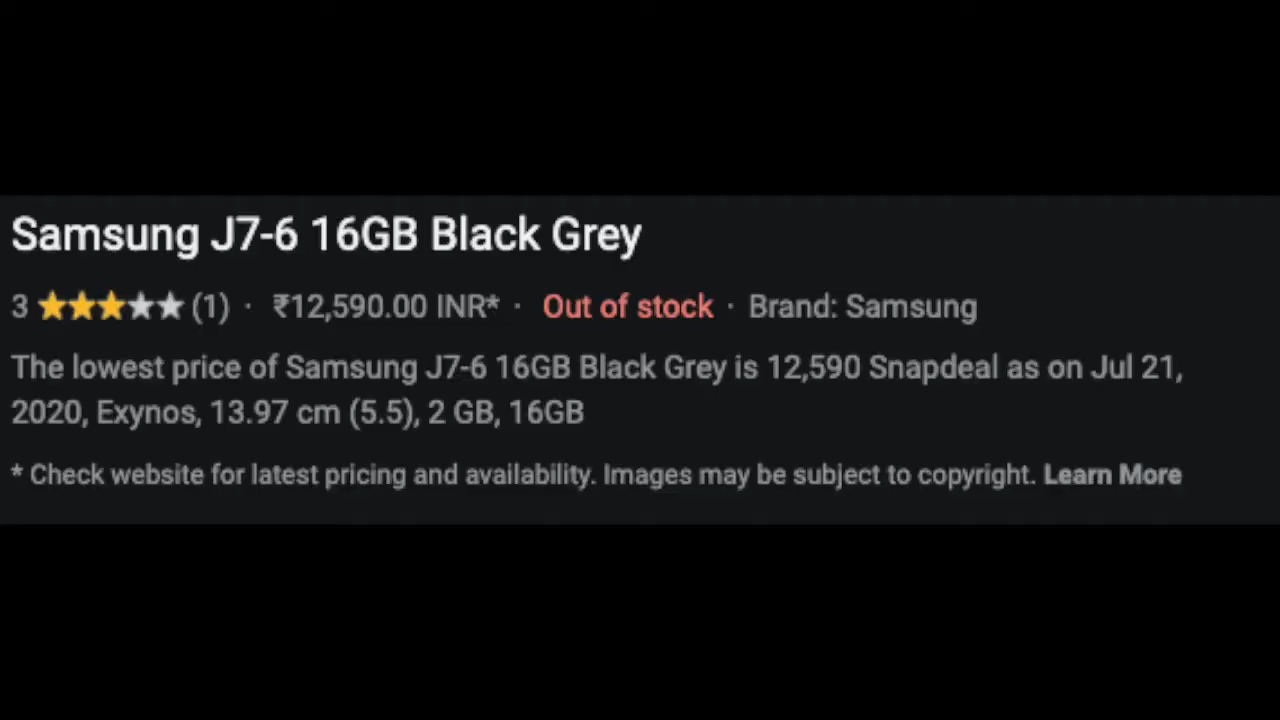 Samsung J7-6 16GB Black Grey
3 ★★★★★ (1) · ₹12,590.00 INR* · Out of stock · Brand: Samsung
The lowest price of Samsung J7-6 16GB Black Grey is 12,590 Snapdeal as on Jul 21,
2020, Exynos, 13.97 cm (5.5), 2 GB, 16GB
* Check website for latest pricing and availability. Images may be subject to copyright. Learn More